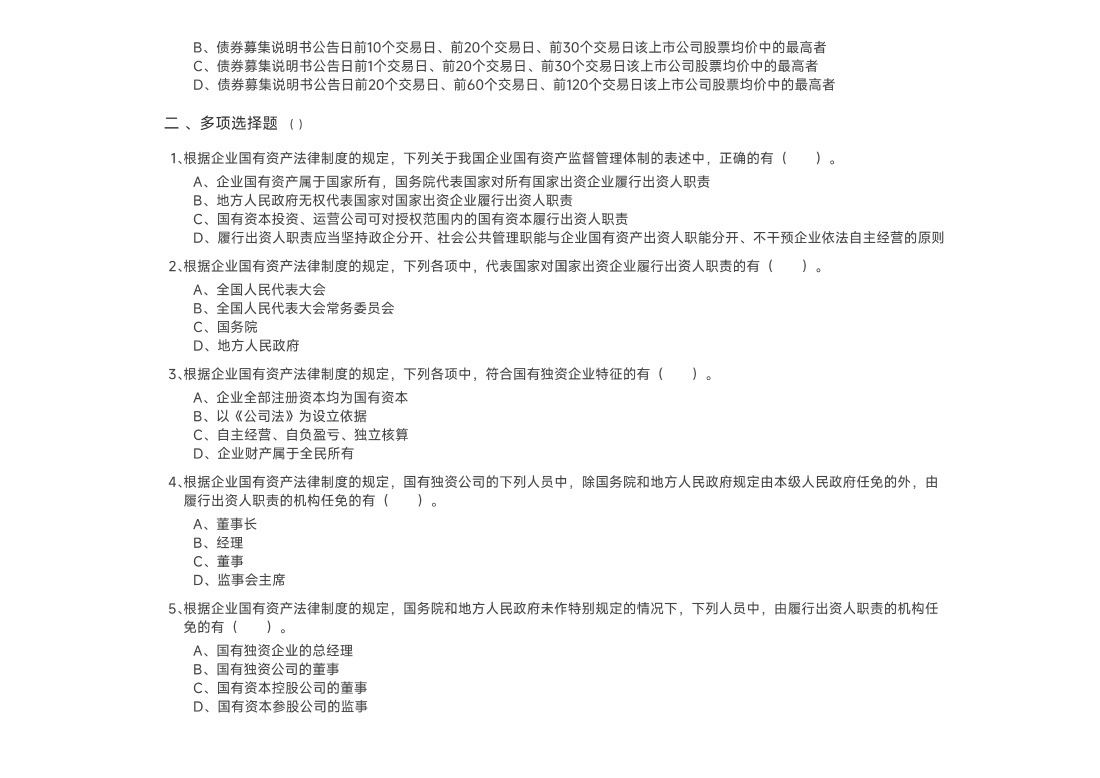 B、债券募集说明书公告日前10个交易日、前20个交易日、前30个交易日该上市公司股票均价中的最高者
C、债券募集说明书公告日前1个交易日、前20个交易日、前30个交易日该上市公司股票均价中的最高者
D、债券募集说明书公告日前20个交易日、前60个交易日、前120个交易日该上市公司股票均价中的最高者
二 、多项选择题 ( )
1、根据企业国有资产法律制度的规定，下列关于我国企业国有资产监督管理体制的表述中，正确的有（　　）。
A、企业国有资产属于国家所有，国务院代表国家对所有国家出资企业履行出资人职责
B、地方人民政府无权代表国家对国家出资企业履行出资人职责
C、国有资本投资、运营公司可对授权范围内的国有资本履行出资人职责
D、履行出资人职责应当坚持政企分开、社会公共管理职能与企业国有资产出资人职能分开、不干预企业依法自主经营的原则
2、根据企业国有资产法律制度的规定，下列各项中，代表国家对国家出资企业履行出资人职责的有（　　）。
A、全国人民代表大会
B、全国人民代表大会常务委员会
C、国务院
D、地方人民政府
3、根据企业国有资产法律制度的规定，下列各项中，符合国有独资企业特征的有（　　）。
A、企业全部注册资本均为国有资本
B、以《公司法》为设立依据
C、自主经营、自负盈亏、独立核算
D、企业财产属于全民所有
4、根据企业国有资产法律制度的规定，国有独资公司的下列人员中，除国务院和地方人民政府规定由本级人民政府任免的外，由
履行出资人职责的机构任免的有（　　）。
A、董事长
B、经理
C、董事
D、监事会主席
5、根据企业国有资产法律制度的规定，国务院和地方人民政府未作特别规定的情况下，下列人员中，由履行出资人职责的机构任
免的有（　　）。
A、国有独资企业的总经理
B、国有独资公司的董事
C、国有资本控股公司的董事
D、国有资本参股公司的监事